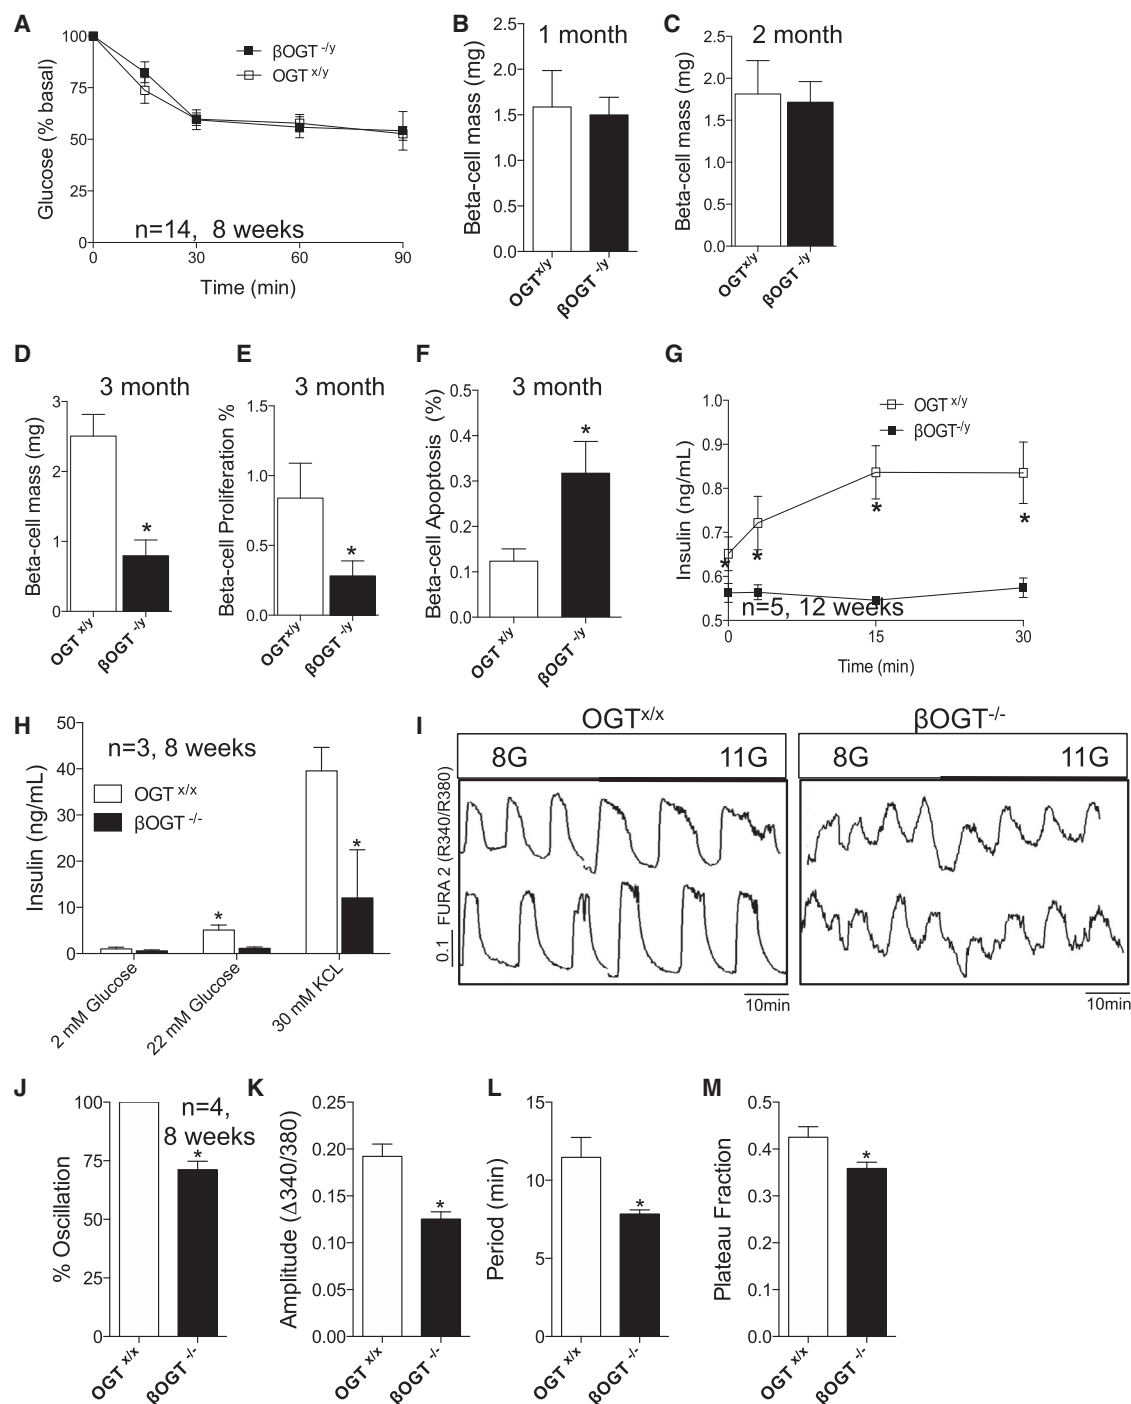 A
100
75
50
25
0
Glucose (% basal)
βOGT -/y
OGT x/y
n=14, 8 weeks
0
30
60
90
Time (min)
B
1 month
2.5
2.0
1.5
1.0
0.5
0.0
Beta-cell mass (mg)
OGT x/y
βOGT -/y
C
2 month
2.5
2.0
1.5
1.0
0.5
0.0
Beta-cell mass (mg)
OGT x/y
βOGT -/y
D
3 month
3
2
1
0
Beta-cell mass (mg)
*
OGT x/y
βOGT -/y
E
3 month
1.5
1.0
0.5
0.0
Beta-cell Proliferation %
*
OGT x/y
βOGT -/y
F
3 month
0.5
0.4
0.3
0.2
0.1
0.0
Beta-cell Apoptosis (%)
*
OGT x/y
βOGT -/y
G
1.0
0.9
0.8
0.7
0.6
0.5
Insulin (ng/mL)
OGT x/y
βOGT-/y
* * * *
n=5, 12 weeks
0
15
30
Time (min)
H
50
40
30
20
10
0
Insulin (ng/mL)
n=3, 8 weeks
OGT x/x
βOGT -/-
* *
2 mM Glucose
22 mM Glucose
30 mM KCL
I
OGTx/x
8G 11G
βOGT-/-
8G 11G
0.1 FURA 2 (R340/R380)
10min
10min
J
100
75
50
25
0
% Oscillation
n=4,
8 weeks
*
OGT x/x
βOGT -/-
K
0.25
0.20
0.15
0.10
0.05
0.00
Amplitude (Δ340/380)
*
OGT x/x
βOGT -/-
L
15
10
5
0
Period (min)
*
OGT x/x
βOGT -/-
M
0.5
0.4
0.3
0.2
0.1
0.0
Plateau Fraction
*
OGT x/x
βOGT -/-